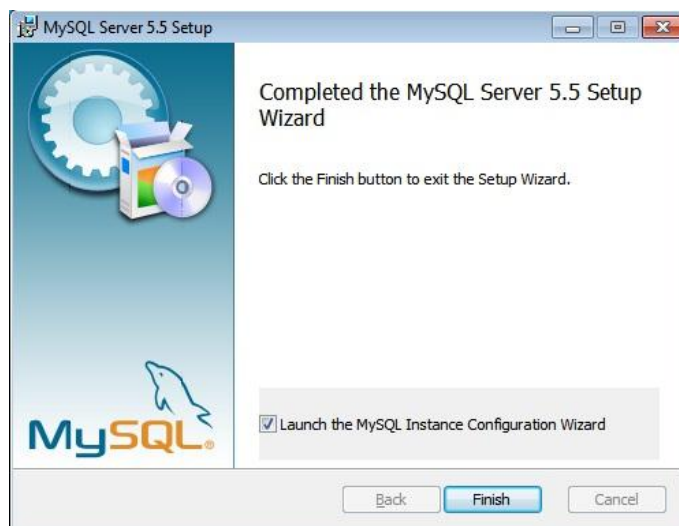 MySQL Server 5.5 Setup
Completed the MySQL Server 5.5 Setup
Wizard
Click the Finish button to exit the Setup Wizard.
MySQL®
Launch the MySQL Instance Configuration Wizard
Back
Finish
Cancel